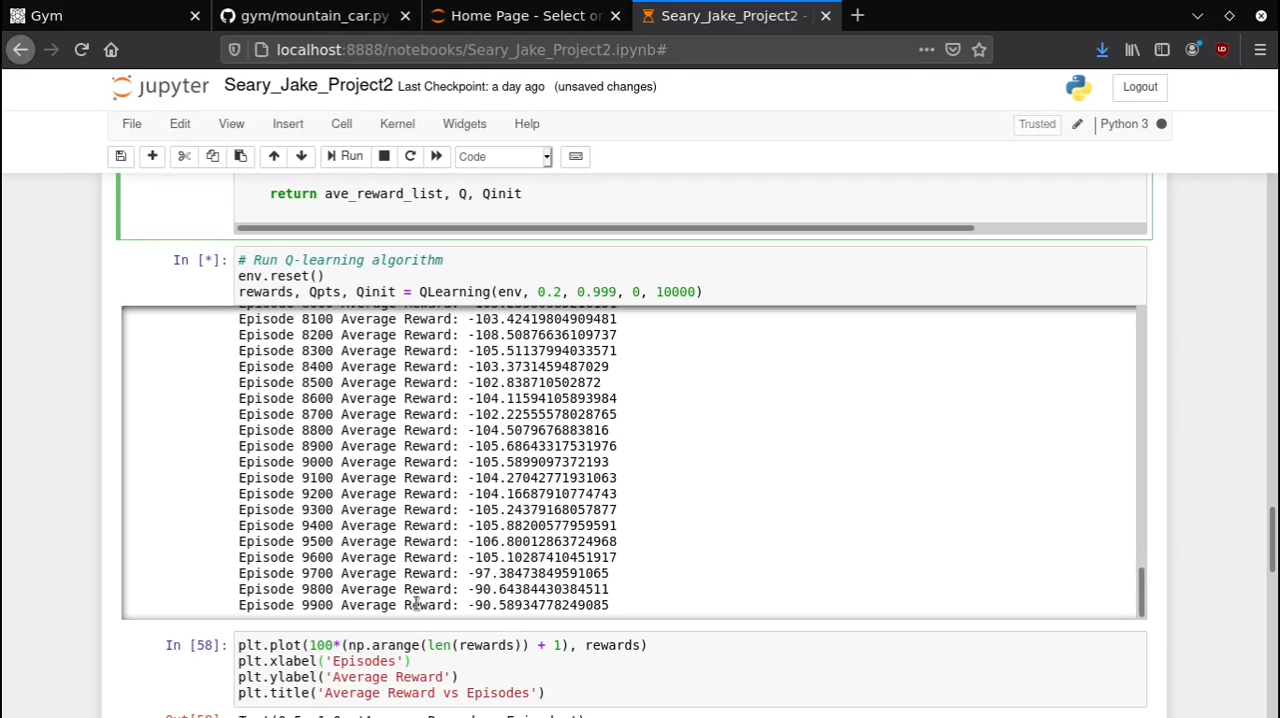 Gym
gym/mountain_car.py
Home Page - Select or
Seary_Jake_Project2 - J
localhost:8888/notebooks/Seary_Jake_Project2.ipynb#
jupyter Seary_Jake_Project2 Last Checkpoint: a day ago (unsaved changes)
Logout
File Edit View Insert Cell Kernel Widgets Help
Trusted Python 3
Run Code
return ave_reward_list, Q, Qinit
In [*]: # Run Q-learning algorithm
env.reset()
rewards, Qpts, Qinit = QLearning(env, 0.2, 0.999, 0, 10000)
Episode 8100 Average Reward: -103.42419804909481
Episode 8200 Average Reward: -108.50876636109737
Episode 8300 Average Reward: -105.51137994033571
Episode 8400 Average Reward: -103.3731459487029
Episode 8500 Average Reward: -102.838710502872
Episode 8600 Average Reward: -104.11594105893984
Episode 8700 Average Reward: -102.22555578028765
Episode 8800 Average Reward: -104.5079676883816
Episode 8900 Average Reward: -105.68643317531976
Episode 9000 Average Reward: -105.5899097372193
Episode 9100 Average Reward: -104.27042771931063
Episode 9200 Average Reward: -104.16687910774743
Episode 9300 Average Reward: -105.24379168057877
Episode 9400 Average Reward: -105.88200577959591
Episode 9500 Average Reward: -106.80012863724968
Episode 9600 Average Reward: -105.10287410451917
Episode 9700 Average Reward: -97.38473849591065
Episode 9800 Average Reward: -90.64384430384511
Episode 9900 Average Reward: -90.58934778249085
In [58]: plt.plot(100*(np.arange(len(rewards)) + 1), rewards)
plt.xlabel('Episodes')
plt.ylabel('Average Reward')
plt.title('Average Reward vs Episodes')